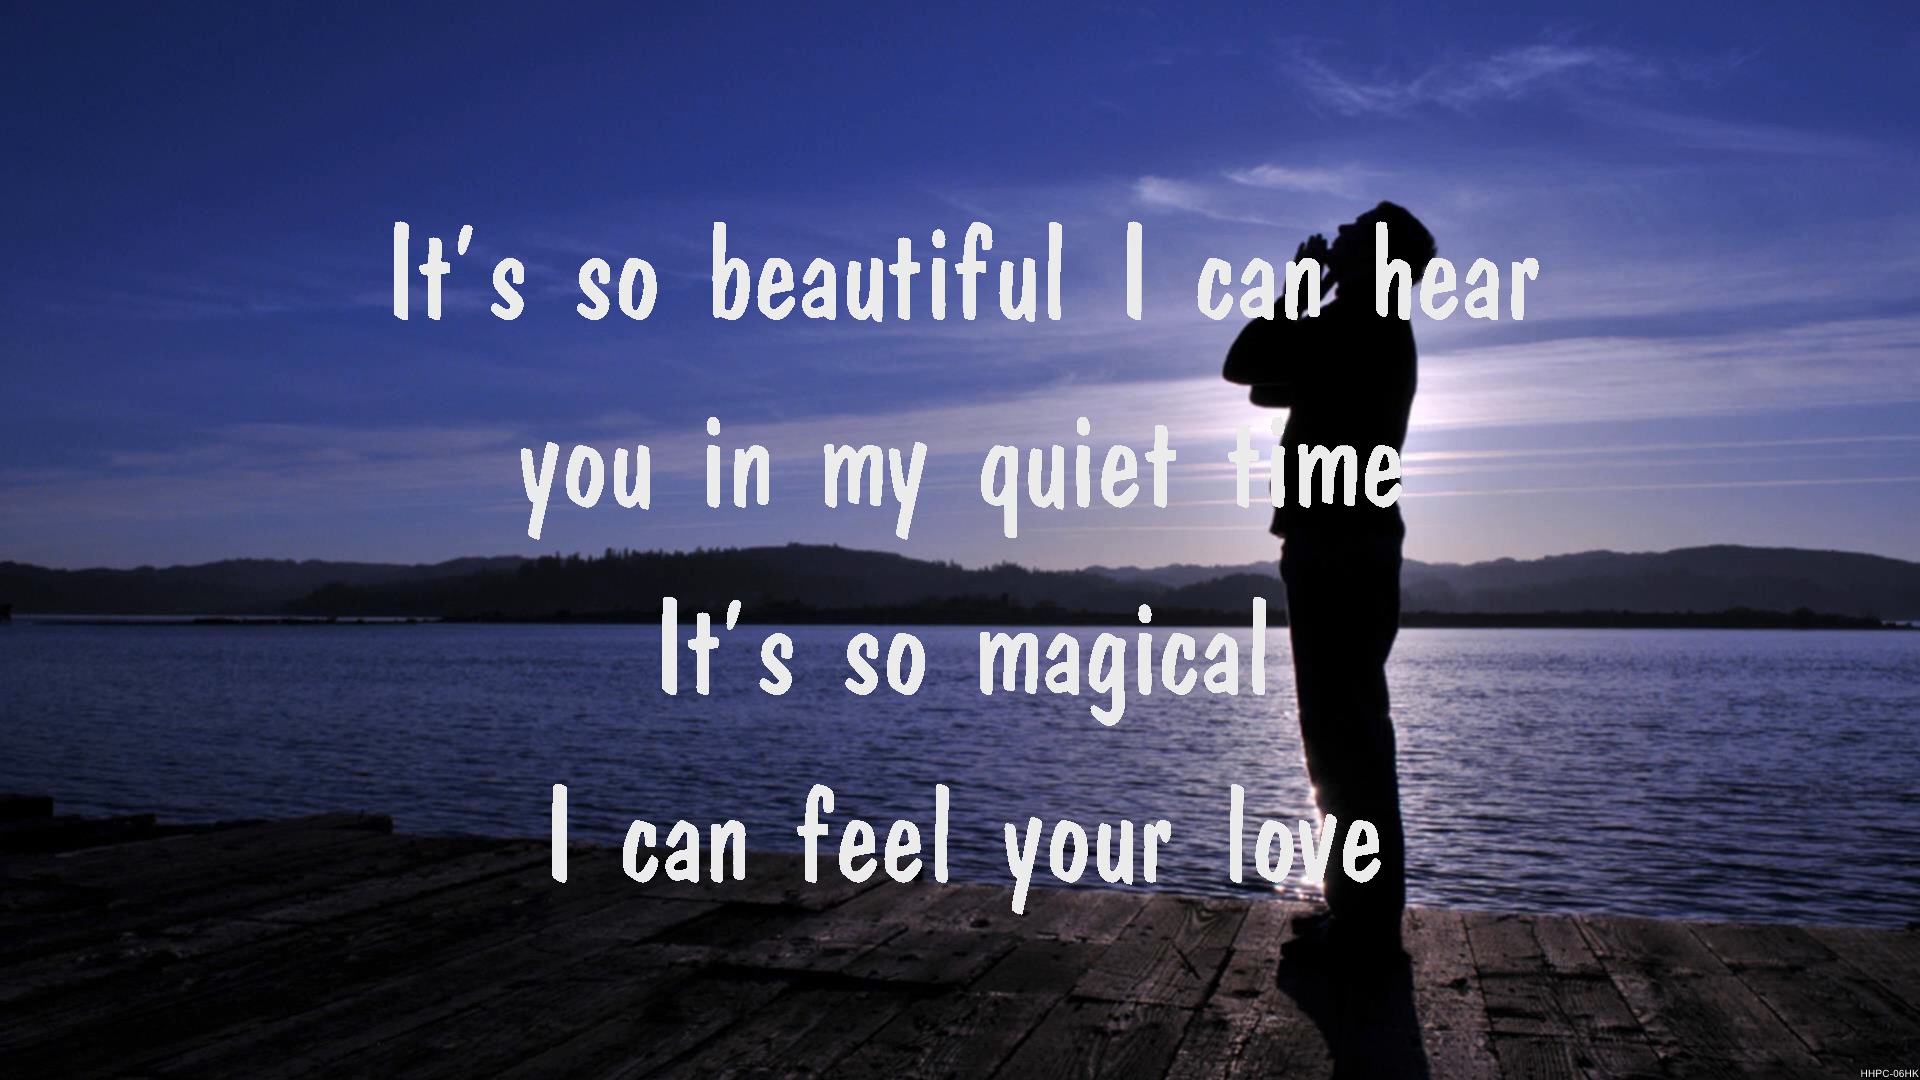 It's so beautiful I can hear
you in my quiet time
It's so magical
I can feel your love
HHPC-06HK